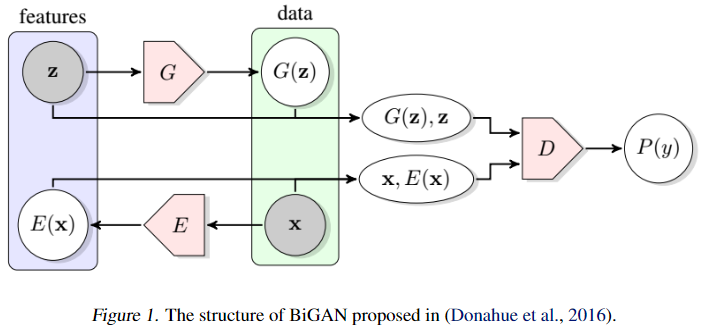 features
data
z
G
G(z)
G(z), z
D
P(y)
x, E(x)
E(x)
E
x
Figure 1. The structure of BiGAN proposed in (Donahue et al., 2016).